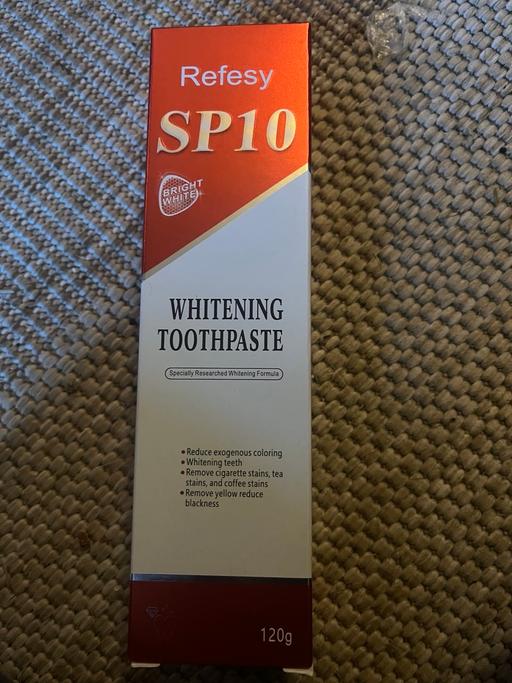 Refesy
SP10
BRIGHT
WHITE
WHITENING
TOOTHPASTE
Specially Researched Whitening Formula
• Reduce exogenous coloring
• Whitening teeth
• Remove cigarette stains, tea
stains, and coffee stains
• Remove yellow reduce
blackness
120g